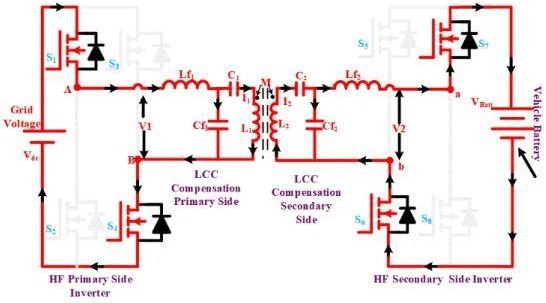 S₁
S₃
S₅
S₇
A
Lf₁
C₁
M
C₂
Lf₂
a
Grid
Voltage
V1
I₁
I₂
V2
V_Batt
Vehicle Battery
Cf₁
L₁
L₂
Cf₂
V_dc
B
b
LCC
Compensation
Primary Side
LCC
Compensation
Secondary
Side
S₂
S₄
S₆
S₈
HF Primary Side
Inverter
HF Secondary Side Inverter